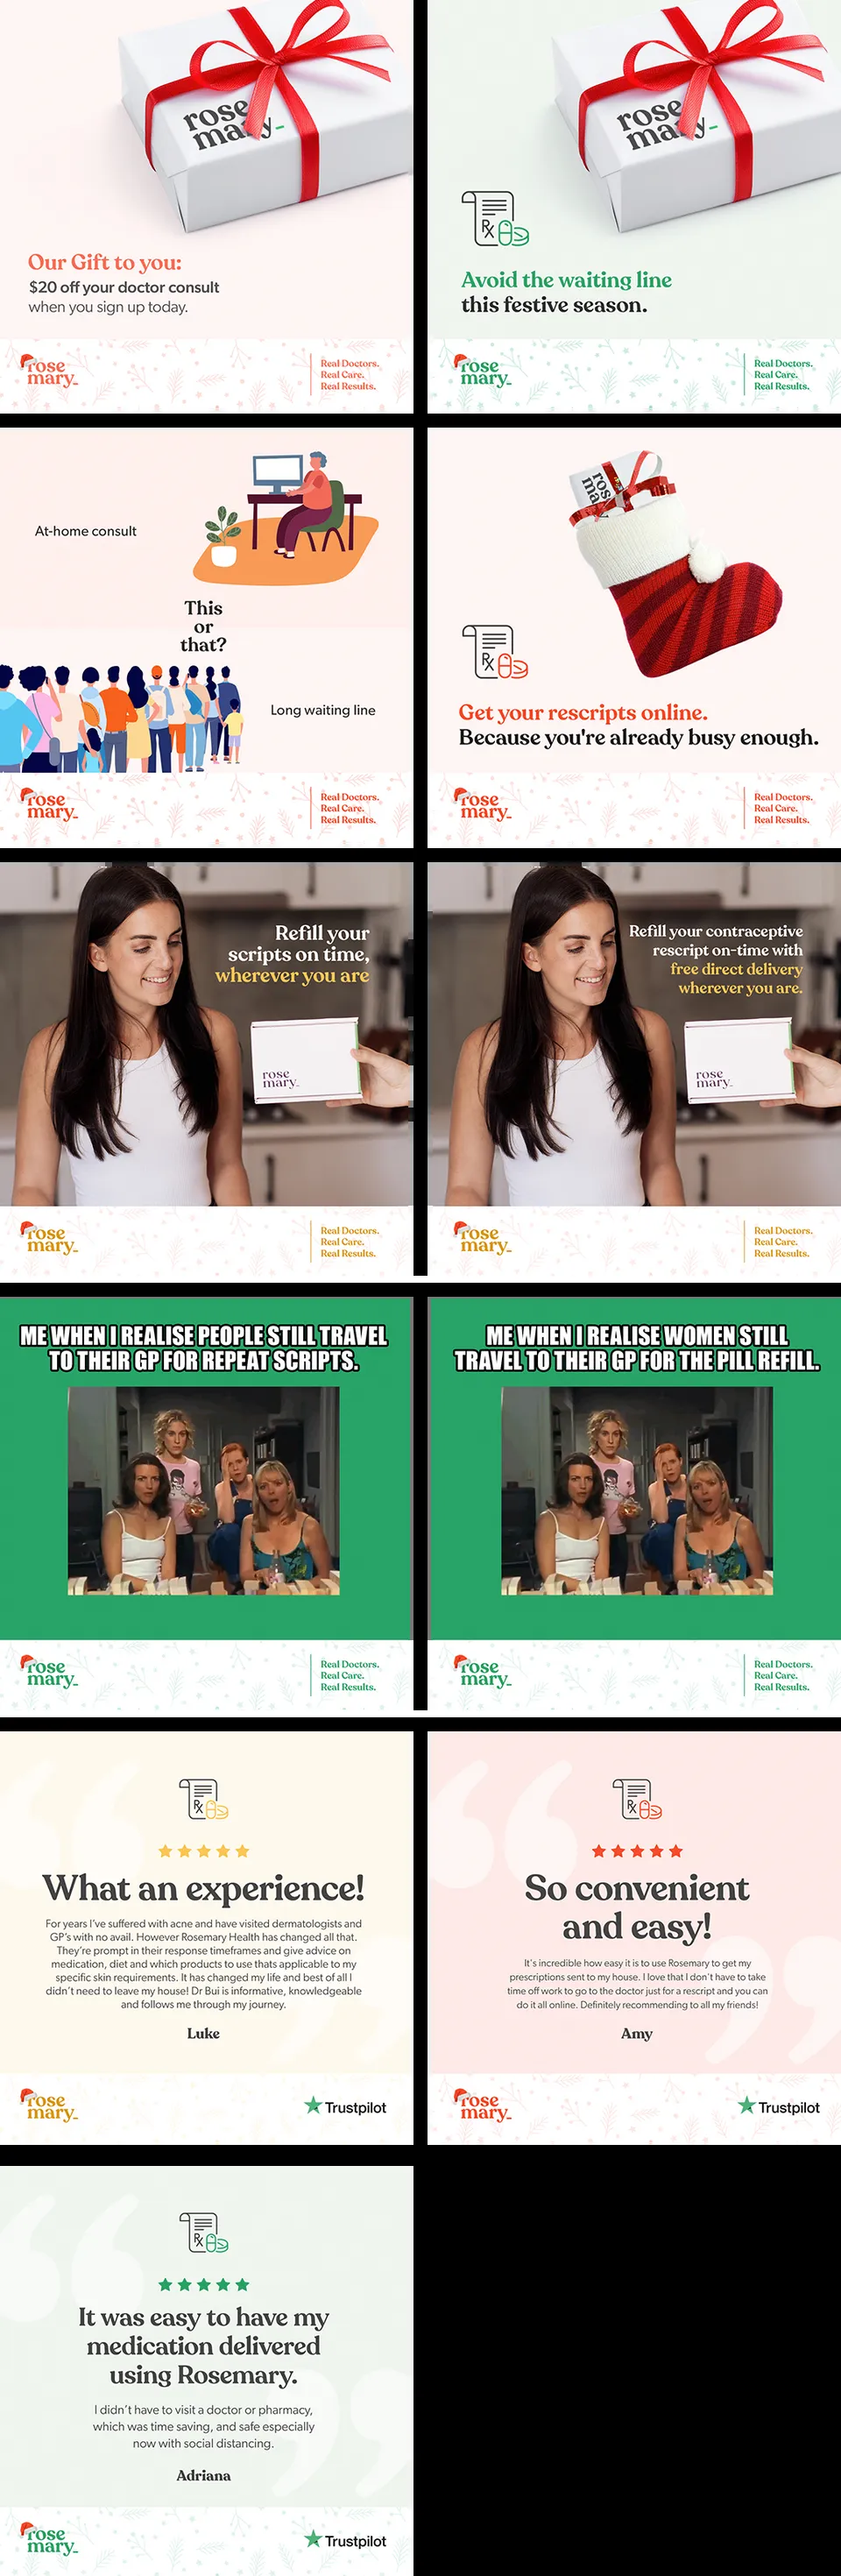 rose
mary
Our Gift to you:
$20 off your doctor consult
when you sign up today.
rose
mary_
Real Doctors.
Real Care.
Real Results.
rose
mary
Avoid the waiting line
this festive season.
rose
mary_
Real Doctors.
Real Care.
Real Results.
At-home consult
This
or
that?
Long waiting line
rose
mary_
Real Doctors.
Real Care.
Real Results.
rose
ma
Get your rescripts online.
Because you're already busy enough.
rose
mary_
Real Doctors.
Real Care.
Real Results.
Refill your
scripts on time,
wherever you are
rose
mary_
rose
mary_
Real Doctors.
Real Care.
Real Results.
Refill your contraceptive
rescript on-time with
free direct delivery
wherever you are.
rose
mary_
rose
mary_
Real Doctors.
Real Care.
Real Results.
ME WHEN I REALISE PEOPLE STILL TRAVEL
TO THEIR GP FOR REPEAT SCRIPTS.
rose
mary_
Real Doctors.
Real Care.
Real Results.
ME WHEN I REALISE WOMEN STILL
TRAVEL TO THEIR GP FOR THE PILL REFILL.
rose
mary_
Real Doctors.
Real Care.
Real Results.
What an experience!
For years I've suffered with acne and have visited dermatologists and
GP's with no avail. However Rosemary Health has changed all that.
They're prompt in their response timeframes and give advice on
medication, diet and which products to use thats applicable to my
specific skin requirements. It has changed my life and best of all I
didn't need to leave my house! Dr Bui is informative, knowledgeable
and follows me through my journey.
Luke
rose
mary_
Trustpilot
So convenient
and easy!
It's incredible how easy it is to use Rosemary to get my
prescriptions sent to my house. I love that I don't have to take
time off work to go to the doctor just for a rescript and you can
do it all online. Definitely recommending to all my friends!
Amy
rose
mary_
Trustpilot
It was easy to have my
medication delivered
using Rosemary.
I didn't have to visit a doctor or pharmacy,
which was time saving, and safe especially
now with social distancing.
Adriana
rose
mary_
Trustpilot